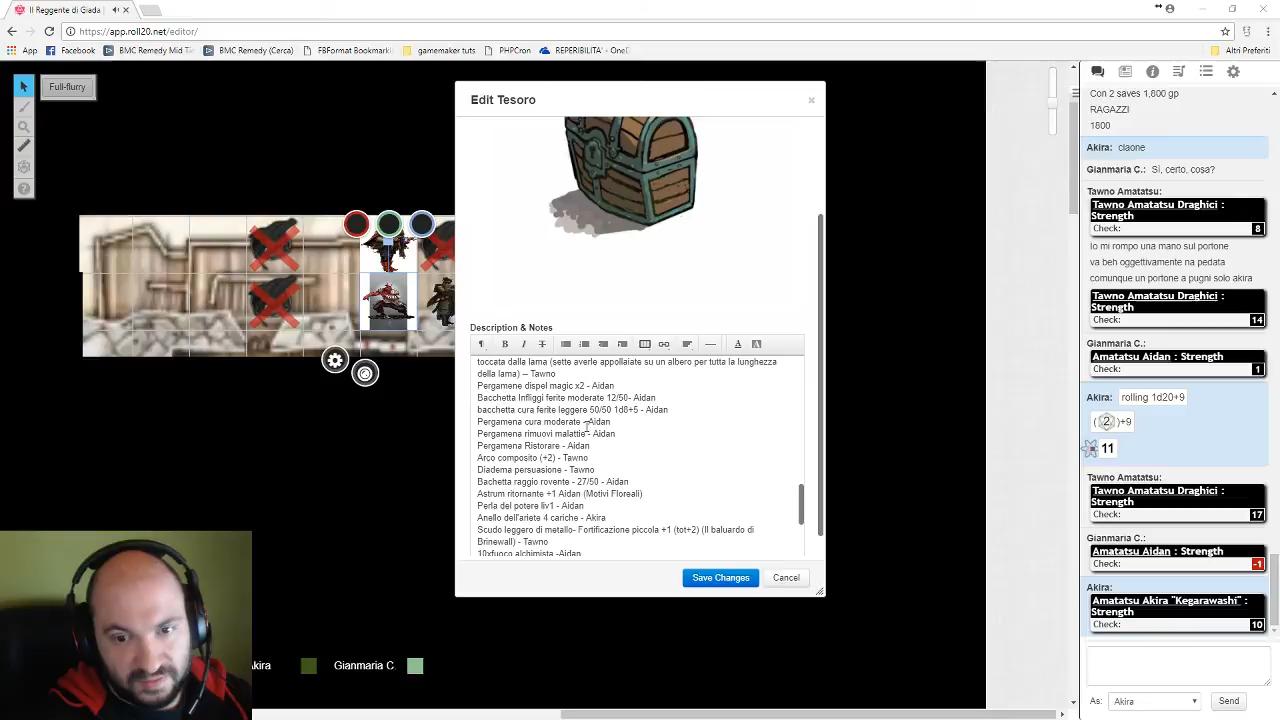 Il Reggente di Giada
https://app.roll20.net/editor/
App
Facebook
BMC Remedy Mid Ti
BMC Remedy (Cerca)
FBFormat Bookmark
gamemaker tuts
PHPCron
REPERIBILITA' - OneD
Altri Preferiti
Full-flurry
Edit Tesoro
×
Description & Notes
toccata dalla lama (sette averle appollaiate su un albero per tutta la lunghezza
della lama) -- Tawno
Pergamene dispel magic x2 - Aidan
Bacchetta Infliggi ferite moderate 12/50- Aidan
bacchetta cura ferite leggere 50/50 1d8+5 - Aidan
Pergamena cura moderate - Aidan
Pergamena rimuovi malattie - Aidan
Pergamena Ristorare - Aidan
Arco composito (+2) - Tawno
Diadema persuasione - Tawno
Bachetta raggio rovente - 27/50 - Aidan
Astrum ritornante +1 Aidan (Motivi Floreali)
Perla del potere liv1 - Aidan
Anello dell'ariete 4 cariche - Akira
Scudo leggero di metallo- Fortificazione piccola +1 (tot+2) (Il baluardo di
Brinewall) - Tawno
10xfuoco alchimista -Aidan
Save Changes
Cancel
kira
Gianmaria C.
Con 2 saves 1,800 gp
RAGAZZI
1800
Akira: claone
Gianmaria C.: Sì, certo, cosa?
Tawno Amatatsu:
Tawno Amatatsu Draghici :
Strength
Check: 8
Io mi rompo una mano sul portone
va beh oggettivamente na pedata
comunque un portone a pugni solo akira
Tawno Amatatsu Draghici :
Strength
Check: 14
Gianmaria C.:
Amatatsu Aidan : Strength
Check: 1
Akira: rolling 1d20+9
(2)+9
11
Tawno Amatatsu:
Tawno Amatatsu Draghici :
Strength
Check: 17
Gianmaria C.:
Amatatsu Aidan : Strength
Check: -1
Akira:
Amatatsu Akira "Kegarawashi" :
Strength
Check: 10
As: Akira
Send